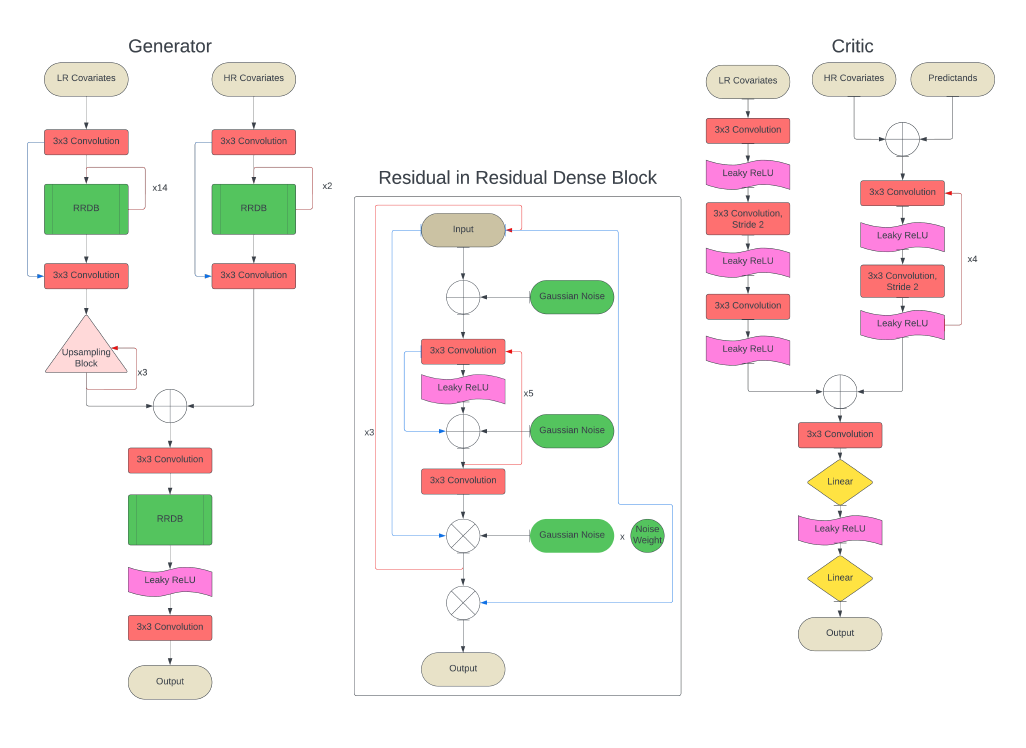 Generator
LR Covariates
HR Covariates
3x3 Convolution
3x3 Convolution
RRDB
x14
RRDB
x2
3x3 Convolution
3x3 Convolution
Upsampling
Block
x3
3x3 Convolution
RRDB
Leaky ReLU
3x3 Convolution
Output
Residual in Residual Dense Block
Input
Gaussian Noise
3x3 Convolution
Leaky ReLU
x5
Gaussian Noise
x3
3x3 Convolution
Gaussian Noise
x
Noise
Weight
Output
Critic
LR Covariates
HR Covariates
Predictands
3x3 Convolution
Leaky ReLU
3x3 Convolution,
Stride 2
Leaky ReLU
3x3 Convolution
Leaky ReLU
3x3 Convolution
Leaky ReLU
x4
3x3 Convolution,
Stride 2
Leaky ReLU
3x3 Convolution
Linear
Leaky ReLU
Linear
Output